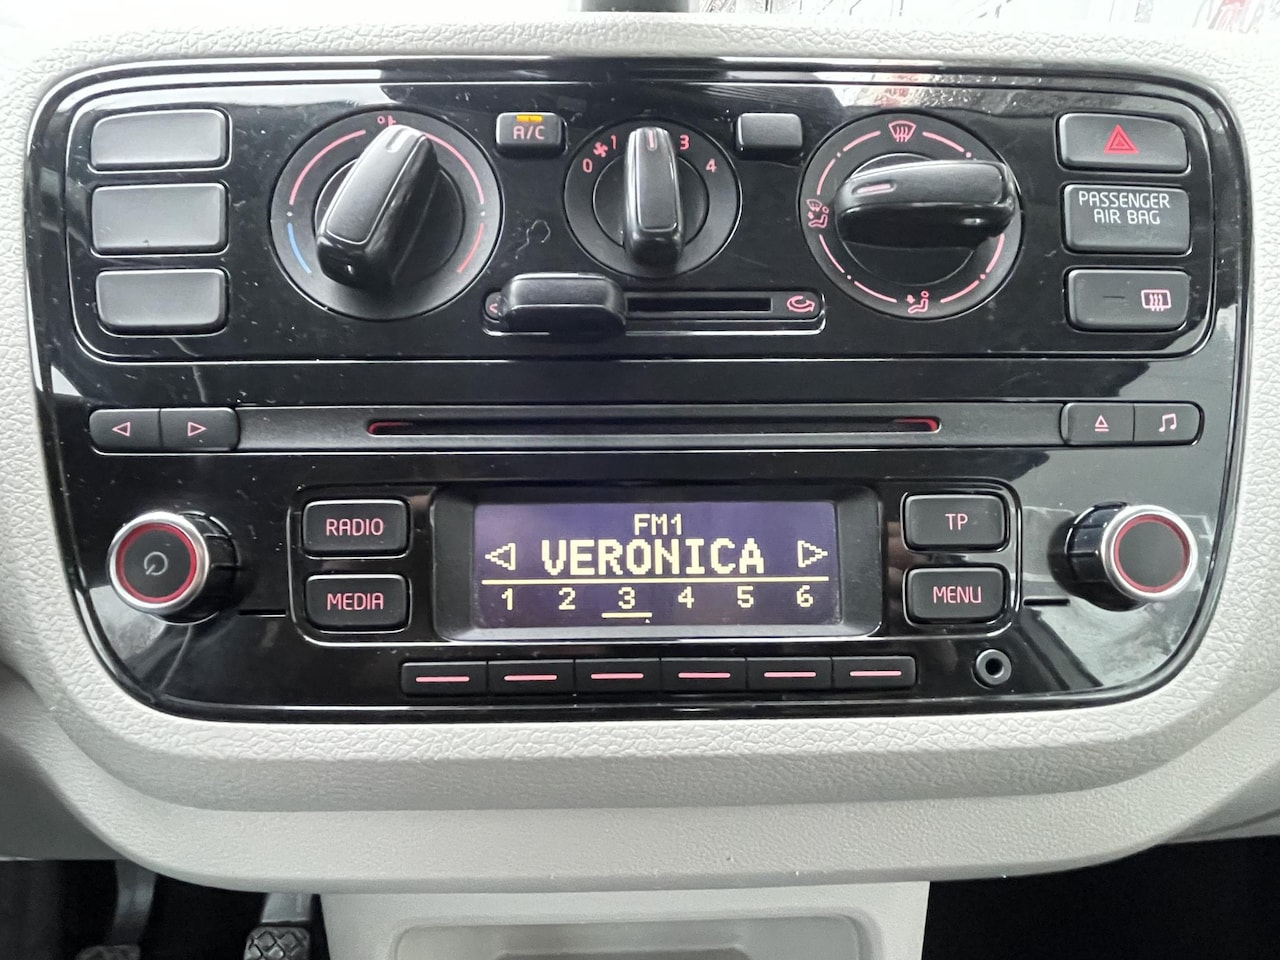 A/C
0 1 3 4
PASSENGER
AIR BAG
RADIO
MEDIA
FM1
VERONICA
1 2 3 4 5 6
TP
MENU